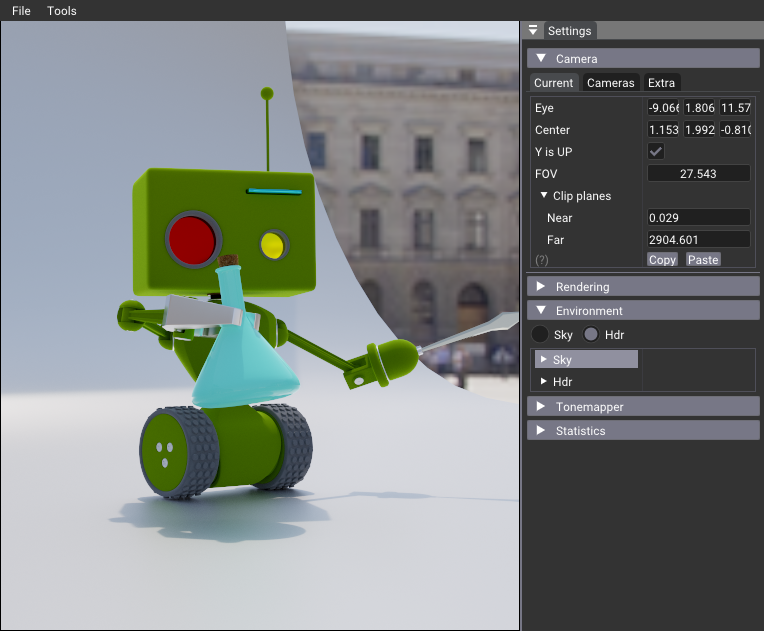 File Tools
Settings
Camera
Current Cameras Extra
Eye -9.066 1.806 11.57
Center 1.153 1.992 -0.810
Y is UP
FOV 27.543
Clip planes
Near 0.029
Far 2904.601
(?) Copy Paste
Rendering
Environment
Sky Hdr
Sky
Hdr
Tonemapper
Statistics